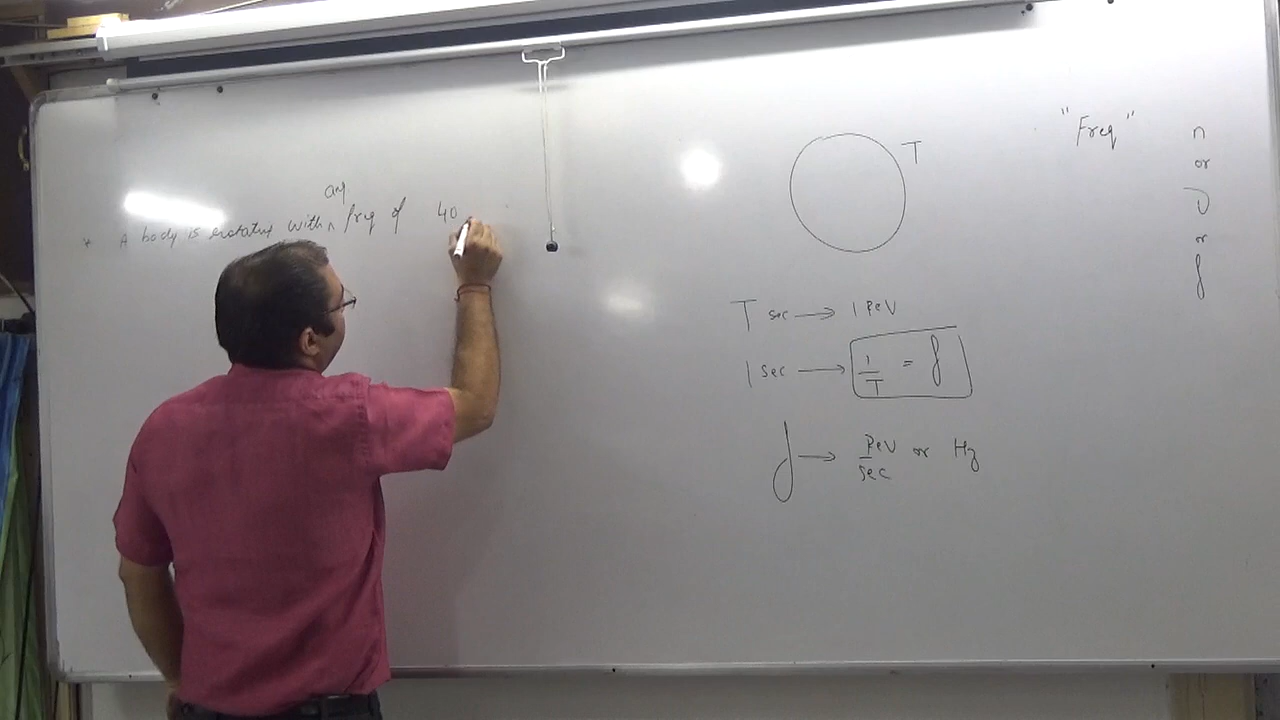 ang
* A body is rotating with ^ freq of 40
T
"Freq"
n
or
ν
or
f
T sec → 1 rev
1 sec → 1/T = f
f → rev/sec or Hz